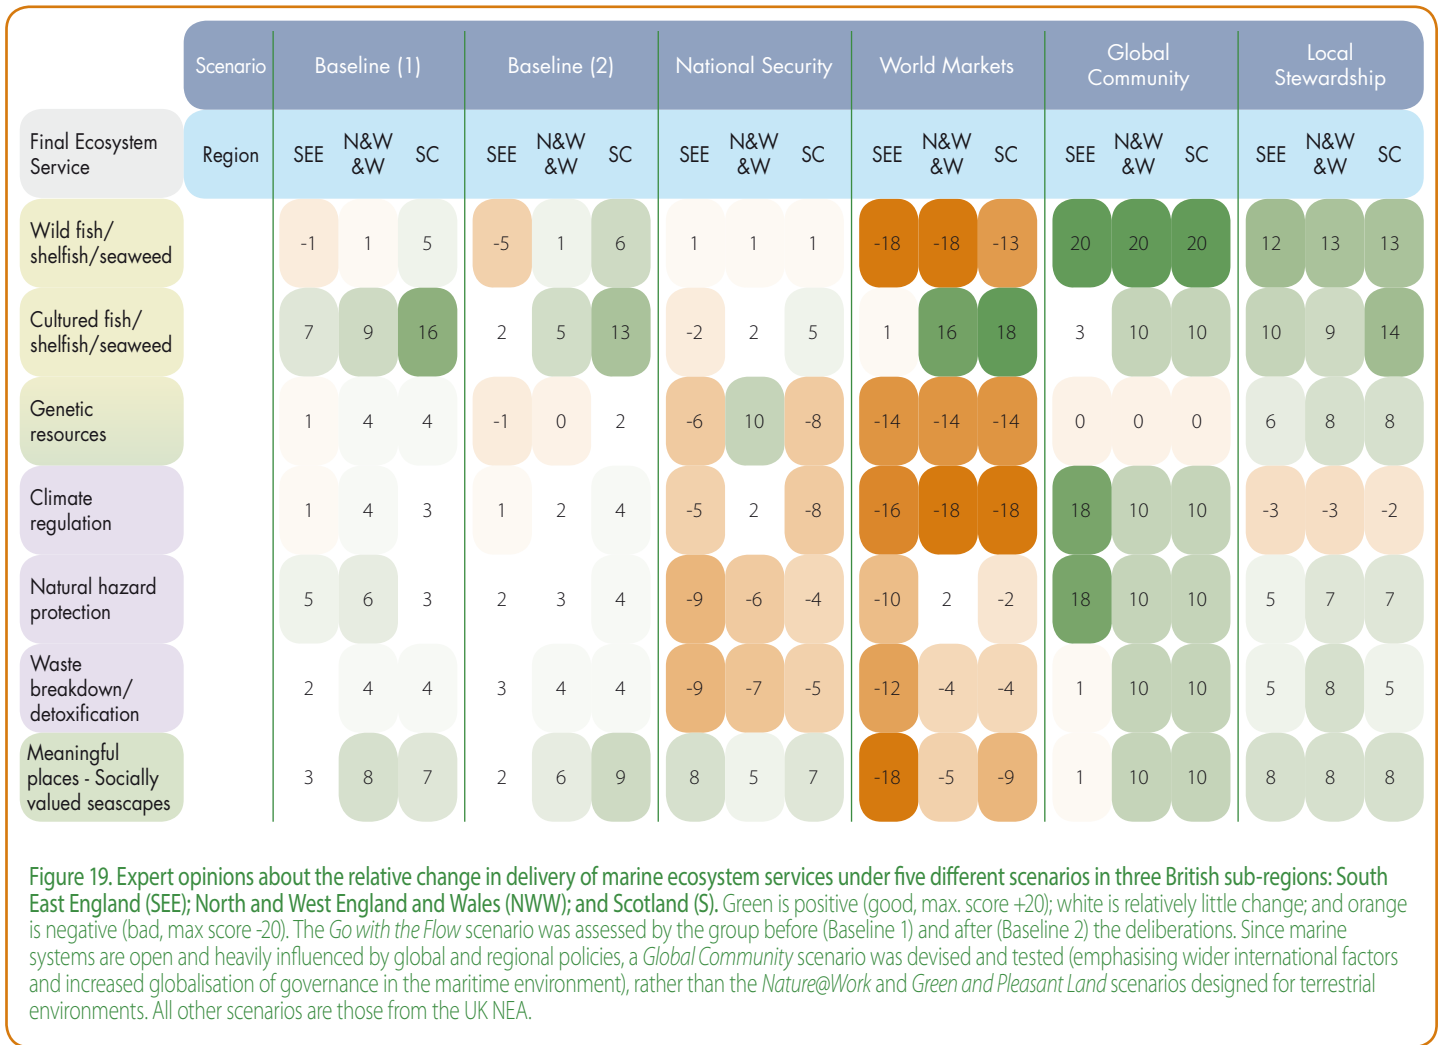 Scenario Baseline (1) Baseline (2) National Security World Markets Global Community Local Stewardship
Final Ecosystem Service Region SEE N&W &W SC SEE N&W &W SC SEE N&W &W SC SEE N&W &W SC SEE N&W &W SC SEE N&W &W SC
Wild fish/ shelfish/seaweed -1 1 5 -5 1 6 1 1 1 -18 -18 -13 20 20 20 12 13 13
Cultured fish/ shelfish/seaweed 7 9 16 2 5 13 -2 2 5 1 16 18 3 10 10 10 9 14
Genetic resources 1 4 4 -1 0 2 -6 10 -8 -14 -14 -14 0 0 0 6 8 8
Climate regulation 1 4 3 1 2 4 -5 2 -8 -16 -18 -18 18 10 10 -3 -3 -2
Natural hazard protection 5 6 3 2 3 4 -9 -6 -4 -10 2 -2 18 10 10 5 7 7
Waste breakdown/ detoxification 2 4 4 3 4 4 -9 -7 -5 -12 -4 -4 1 10 10 5 8 5
Meaningful places - Socially valued seascapes 3 8 7 2 6 9 8 5 7 -18 -5 -9 1 10 10 8 8 8
Figure 19. Expert opinions about the relative change in delivery of marine ecosystem services under five different scenarios in three British sub-regions: South
East England (SEE); North and West England and Wales (NWW); and Scotland (S). Green is positive (good, max. score +20); white is relatively little change; and orange
is negative (bad, max score -20). The Go with the Flow scenario was assessed by the group before (Baseline 1) and after (Baseline 2) the deliberations. Since marine
systems are open and heavily influenced by global and regional policies, a Global Community scenario was devised and tested (emphasising wider international factors
and increased globalisation of governance in the maritime environment), rather than the Nature@Work and Green and Pleasant Land scenarios designed for terrestrial
environments. All other scenarios are those from the UK NEA.